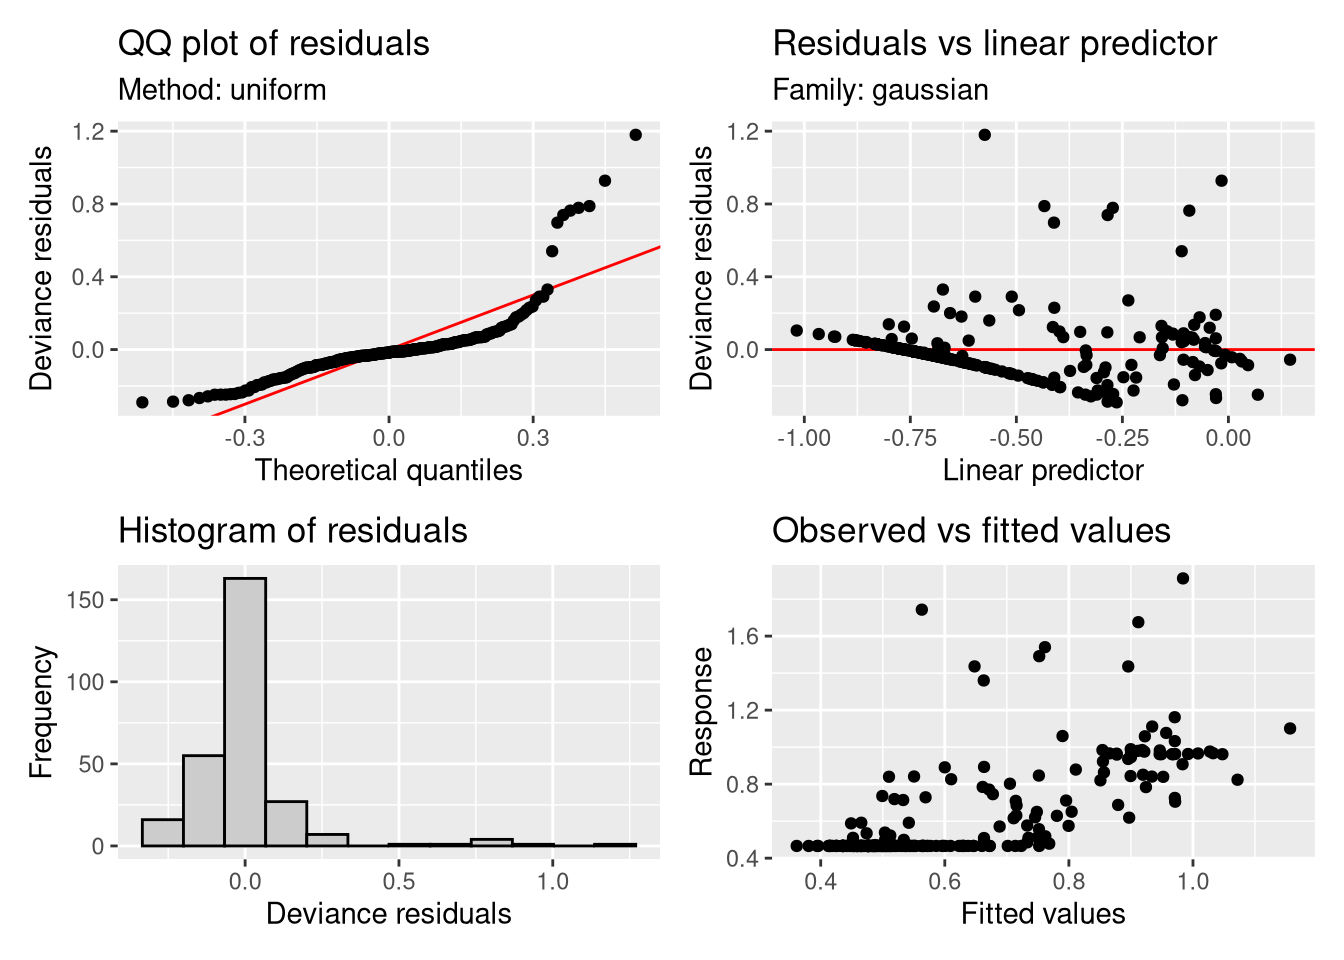 QQ plot of residuals
Method: uniform
1.2
0.8
0.4
0.0
Deviance residuals
-0.3
0.0
0.3
Theoretical quantiles
Residuals vs linear predictor
Family: gaussian
1.2
0.8
0.4
0.0
Deviance residuals
-1.00
-0.75
-0.50
-0.25
0.00
Linear predictor
Histogram of residuals
150
100
50
0
Frequency
0.0
0.5
1.0
Deviance residuals
Observed vs fitted values
1.6
1.2
0.8
0.4
Response
0.4
0.6
0.8
1.0
Fitted values